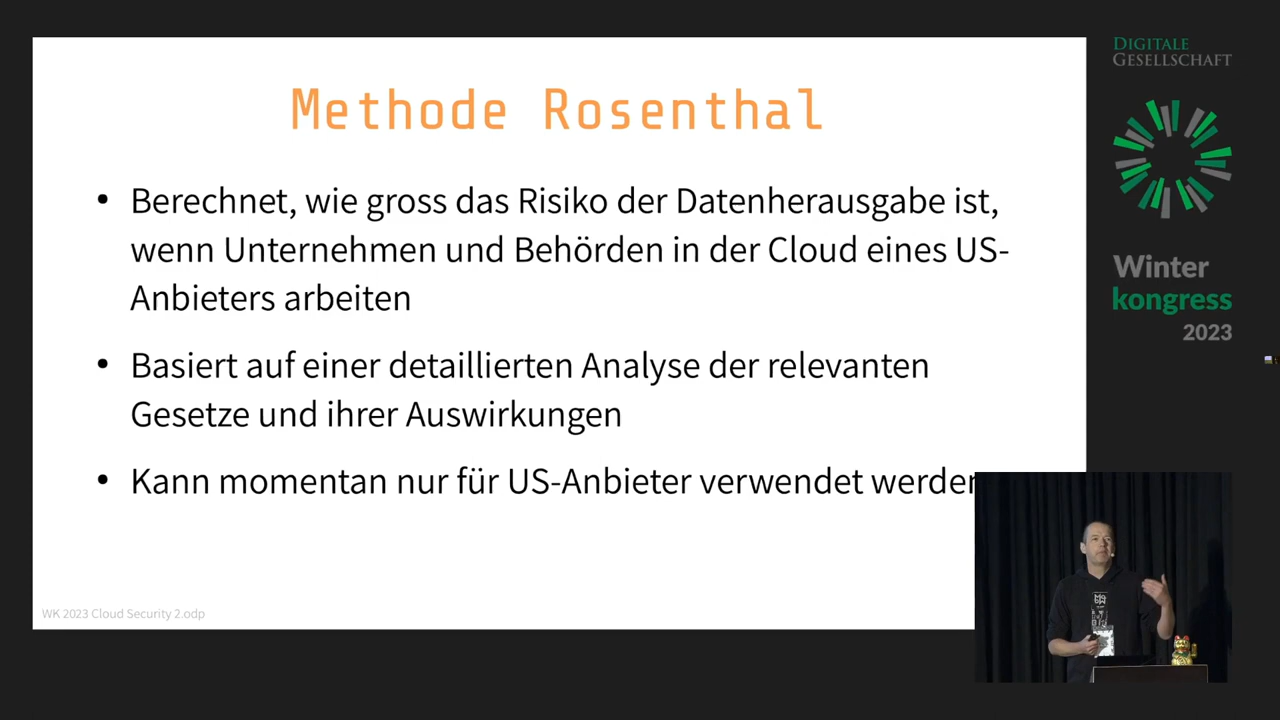 Methode Rosenthal
• Berechnet, wie gross das Risiko der Datenherausgabe ist,
wenn Unternehmen und Behörden in der Cloud eines US-
Anbieters arbeiten
• Basiert auf einer detaillierten Analyse der relevanten
Gesetze und ihrer Auswirkungen
• Kann momentan nur für US-Anbieter verwendet werden
WK 2023 Cloud Security 2.odp
DIGITALE
GESELLSCHAFT
Winter
kongress
2023